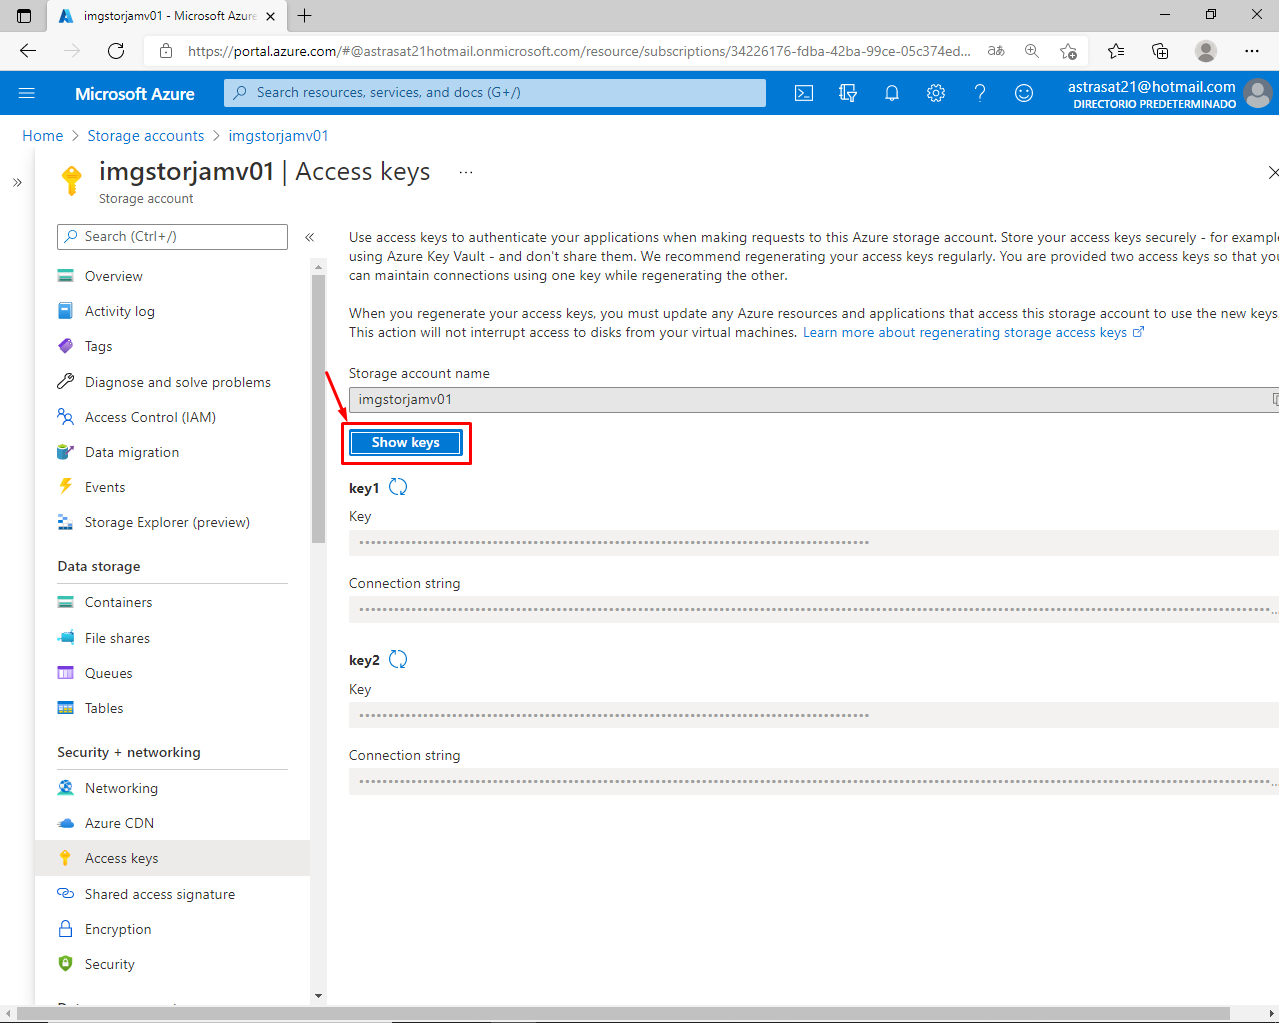 imgstorjamv01 - Microsoft Azure
https://portal.azure.com/#@astrasat21hotmail.onmicrosoft.com/resource/subscriptions/34226176-fdba-42ba-99ce-05c374ed...
Microsoft Azure
Search resources, services, and docs (G+/)
astrasat21@hotmail.com
DIRECTORIO PREDETERMINADO
Home > Storage accounts > imgstorjamv01
imgstorjamv01 | Access keys ...
Storage account
Search (Ctrl+/)
Overview
Activity log
Tags
Diagnose and solve problems
Access Control (IAM)
Data migration
Events
Storage Explorer (preview)
Data storage
Containers
File shares
Queues
Tables
Security + networking
Networking
Azure CDN
Access keys
Shared access signature
Encryption
Security
Use access keys to authenticate your applications when making requests to this Azure storage account. Store your access keys securely - for example
using Azure Key Vault - and don't share them. We recommend regenerating your access keys regularly. You are provided two access keys so that you
can maintain connections using one key while regenerating the other.
When you regenerate your access keys, you must update any Azure resources and applications that access this storage account to use the new keys.
This action will not interrupt access to disks from your virtual machines. Learn more about regenerating storage access keys
Storage account name
imgstorjamv01
Show keys
key1
Key
Connection string
key2
Key
Connection string